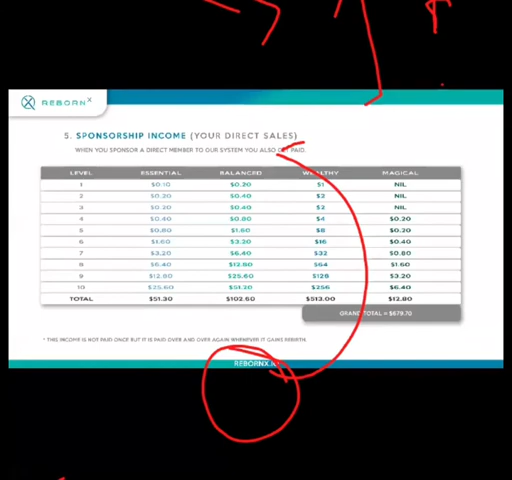 REBORNX
5. SPONSORSHIP INCOME (YOUR DIRECT SALES)
WHEN YOU SPONSOR A DIRECT MEMBER TO OUR SYSTEM YOU ALSO GET PAID.
LEVEL ESSENTIAL BALANCED WEALTHY MAGICAL
1 $0.10 $0.20 $1 NIL
2 $0.20 $0.40 $2 NIL
3 $0.20 $0.40 $2 NIL
4 $0.40 $0.80 $4 $0.20
5 $0.80 $1.60 $8 $0.20
6 $1.60 $3.20 $16 $0.40
7 $3.20 $6.40 $32 $0.80
8 $6.40 $12.80 $64 $1.60
9 $12.80 $25.60 $128 $3.20
10 $25.60 $51.20 $256 $6.40
TOTAL $51.30 $102.60 $513.00 $12.80
GRAND TOTAL = $679.70
* THIS INCOME IS NOT PAID ONCE BUT IT IS PAID OVER AND OVER AGAIN WHENEVER IT GAINS REBIRTH.